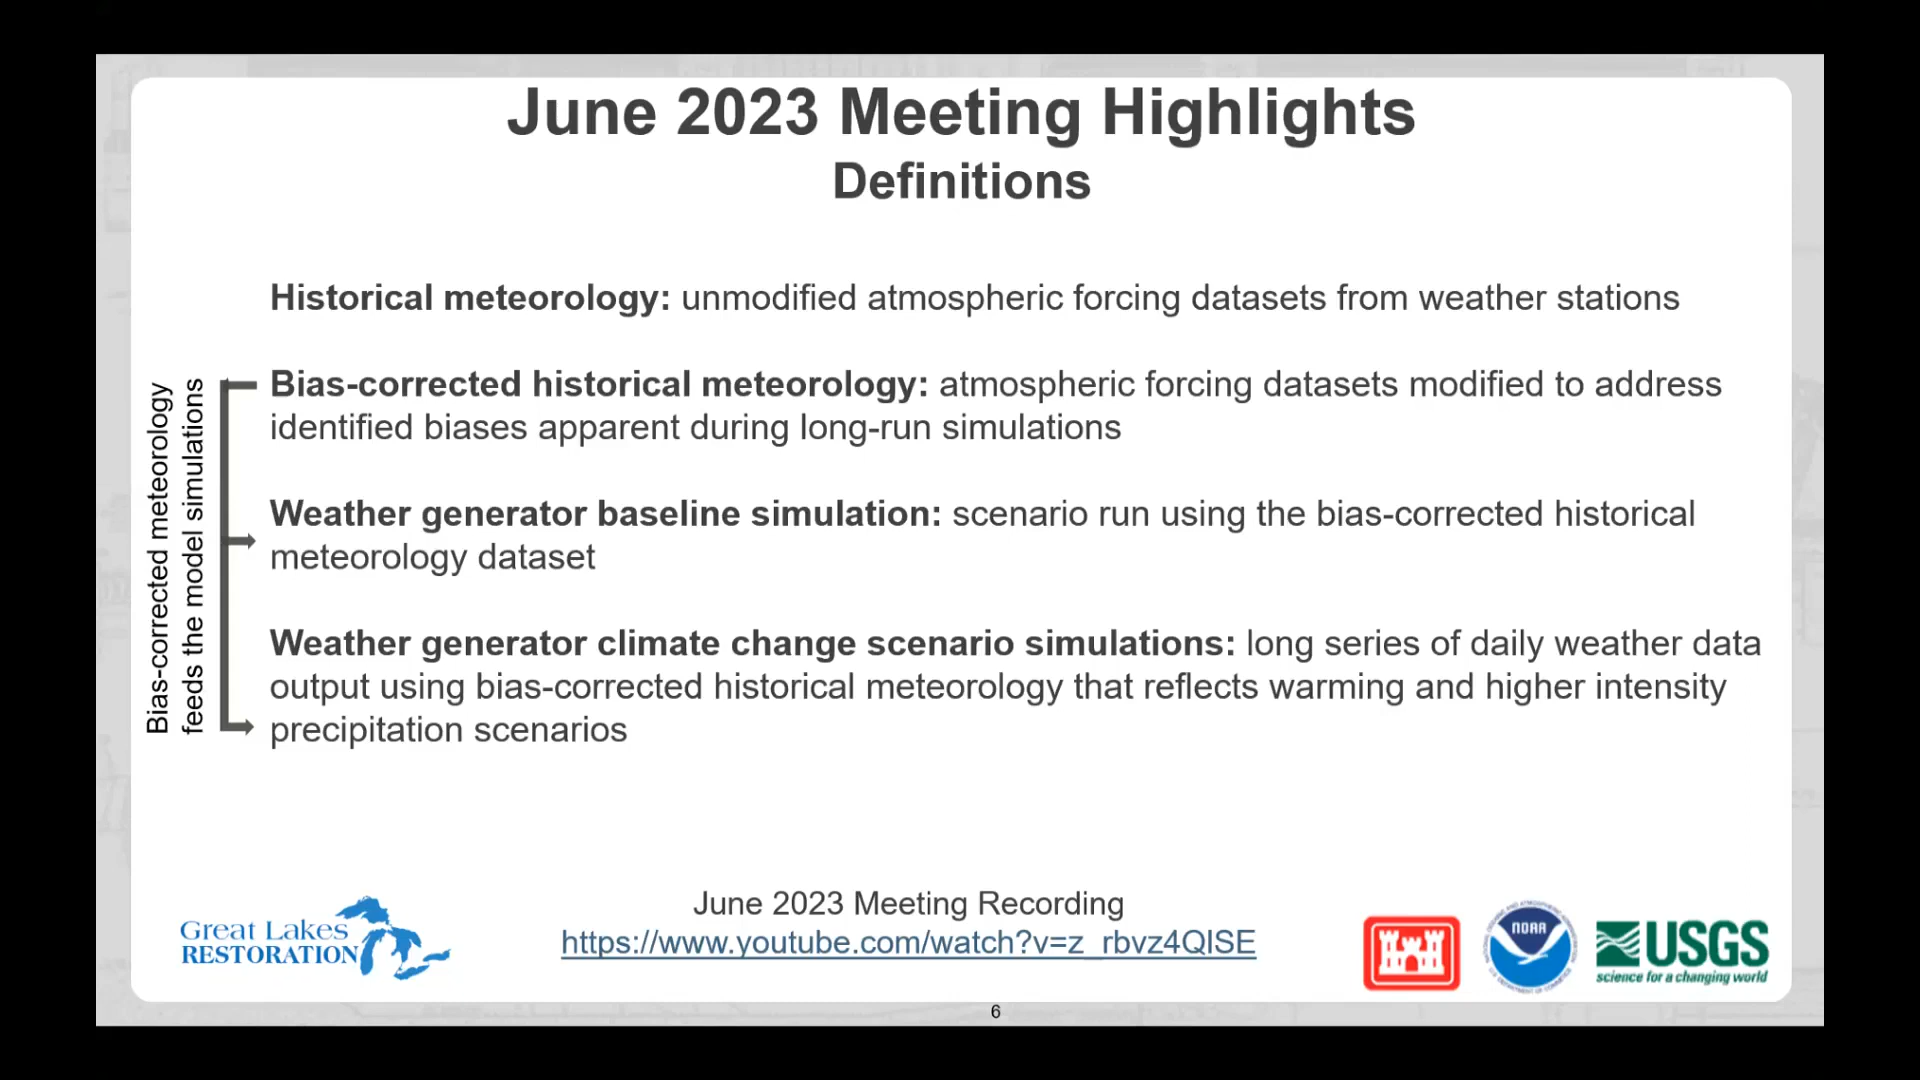 June 2023 Meeting Highlights
Definitions
Historical meteorology: unmodified atmospheric forcing datasets from weather stations
Bias-corrected meteorology
feeds the model simulations
Bias-corrected historical meteorology: atmospheric forcing datasets modified to address
identified biases apparent during long-run simulations
Weather generator baseline simulation: scenario run using the bias-corrected historical
meteorology dataset
Weather generator climate change scenario simulations: long series of daily weather data
output using bias-corrected historical meteorology that reflects warming and higher intensity
precipitation scenarios
June 2023 Meeting Recording
https://www.youtube.com/watch?v=z_rbvz4QISE
Great Lakes
RESTORATION
NOAA
USGS
science for a changing world
6